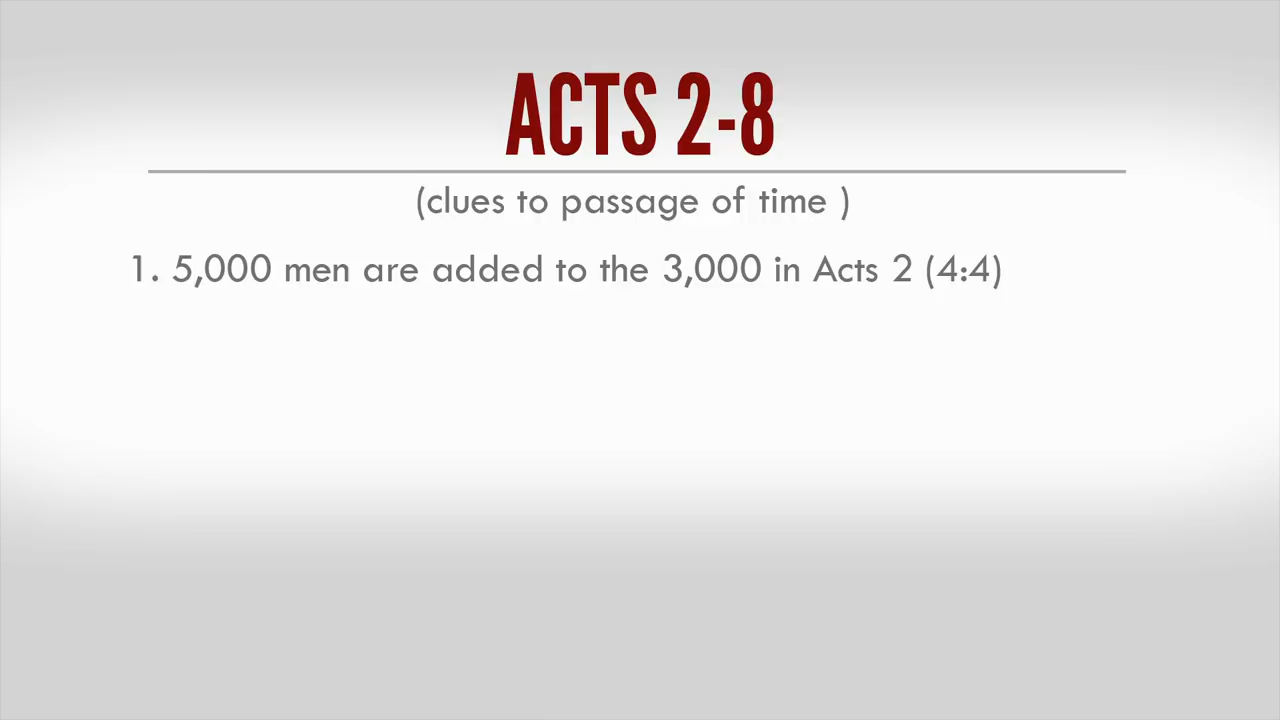 ACTS 2-8
(clues to passage of time )
1. 5,000 men are added to the 3,000 in Acts 2 (4:4)